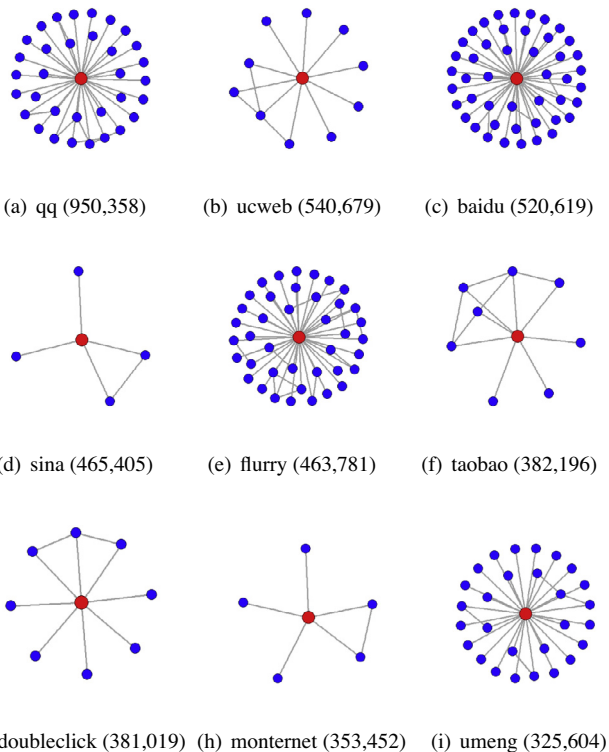 (a) qq (950,358) (b) ucweb (540,679) (c) baidu (520,619)
(d) sina (465,405) (e) flurry (463,781) (f) taobao (382,196)
doubleclick (381,019) (h) monternet (353,452) (i) umeng (325,604)